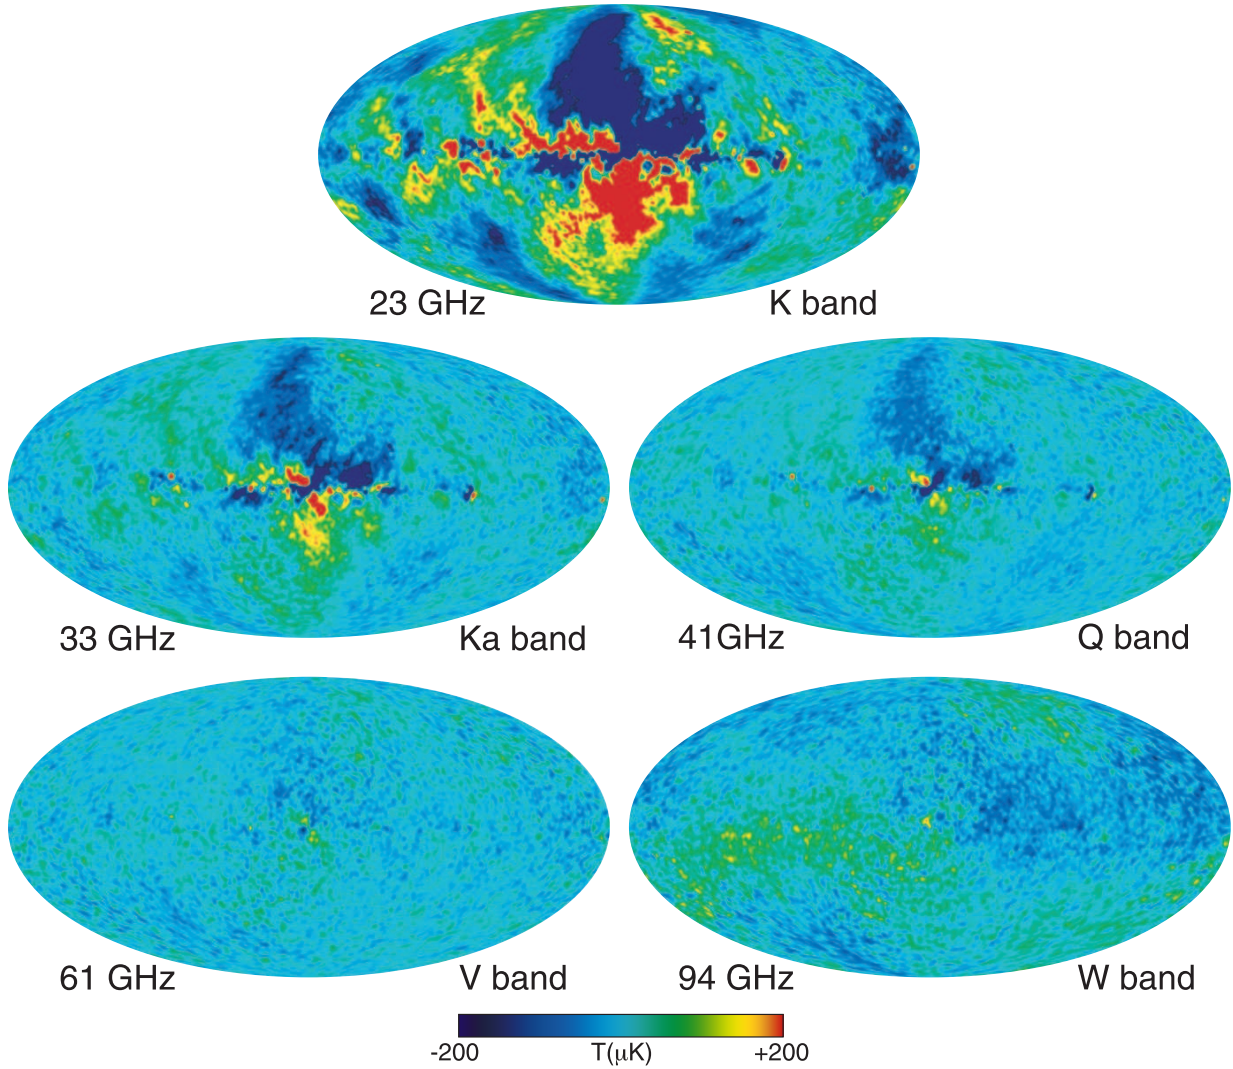 23 GHz K band
33 GHz Ka band 41GHz Q band
61 GHz V band 94 GHz W band
-200 T(μK) +200